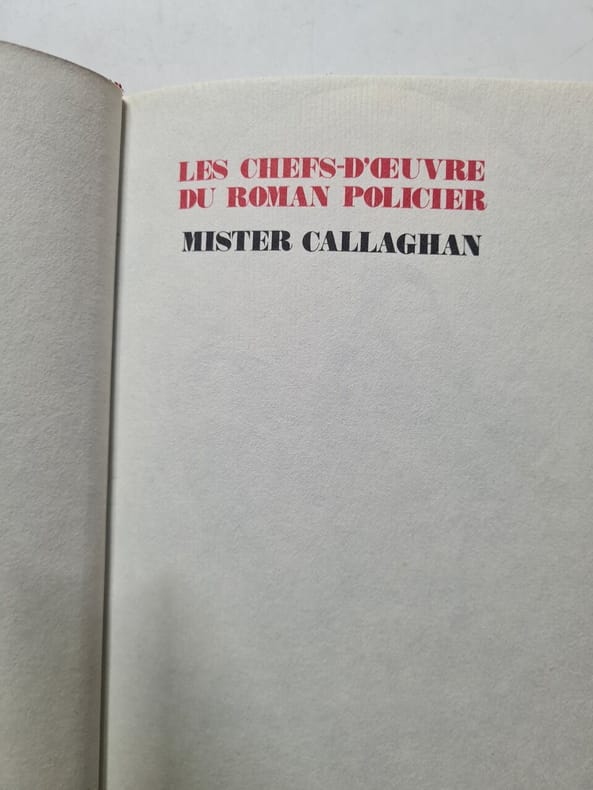 LES CHEFS-D'ŒUVRE
DU ROMAN POLICIER
MISTER CALLAGHAN